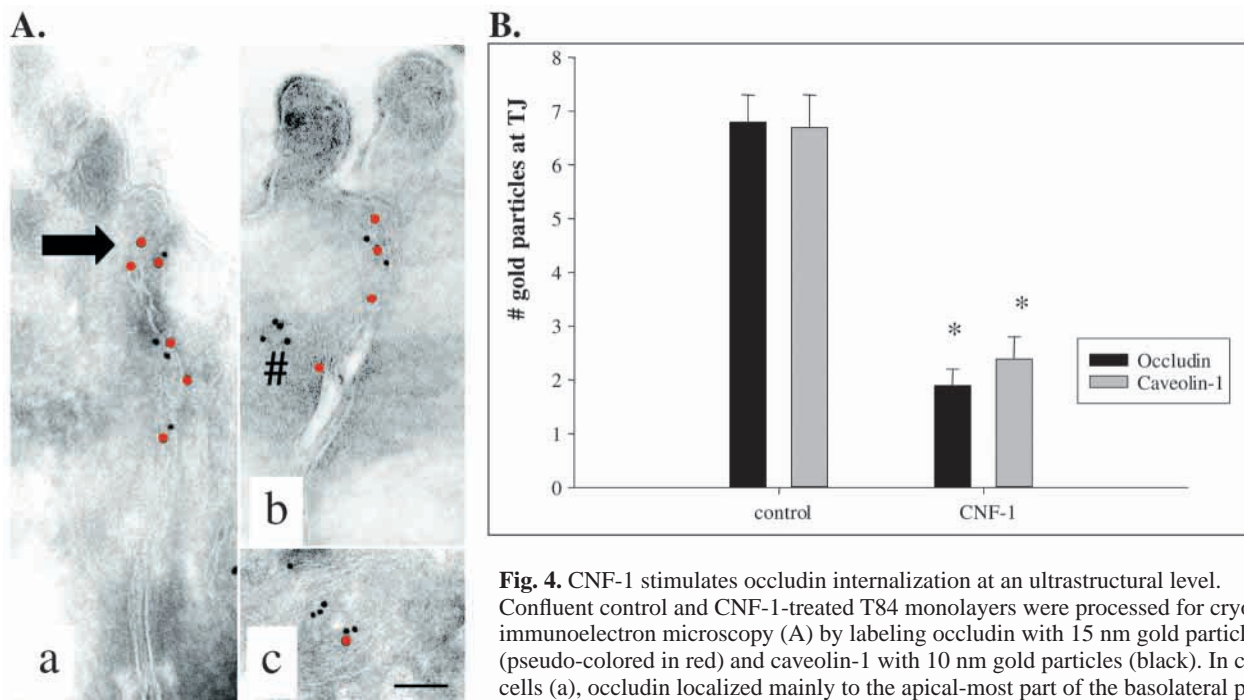 A.
B.
a
b
#
c
# gold particles at TJ
8
7
6
5
4
3
2
1
0
*
*
control
CNF-1
Occludin
Caveolin-1
Fig. 4. CNF-1 stimulates occludin internalization at an ultrastructural level.
Confluent control and CNF-1-treated T84 monolayers were processed for cryo
immunoelectron microscopy (A) by labeling occludin with 15 nm gold particl
(pseudo-colored in red) and caveolin-1 with 10 nm gold particles (black). In c
cells (a), occludin localized mainly to the apical-most part of the basolateral p